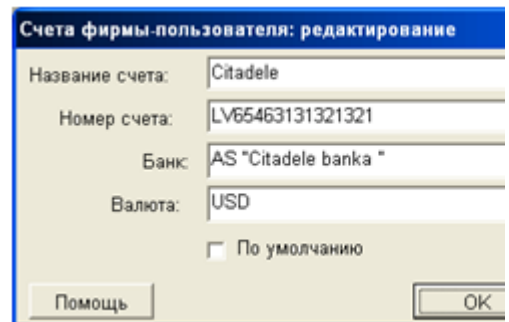 Счета фирмы-пользователя: редактирование
Название счета: Citadele
Номер счета: LV65463131321321
Банк: AS "Citadele banka "
Валюта: USD
По умолчанию
Помощь OK